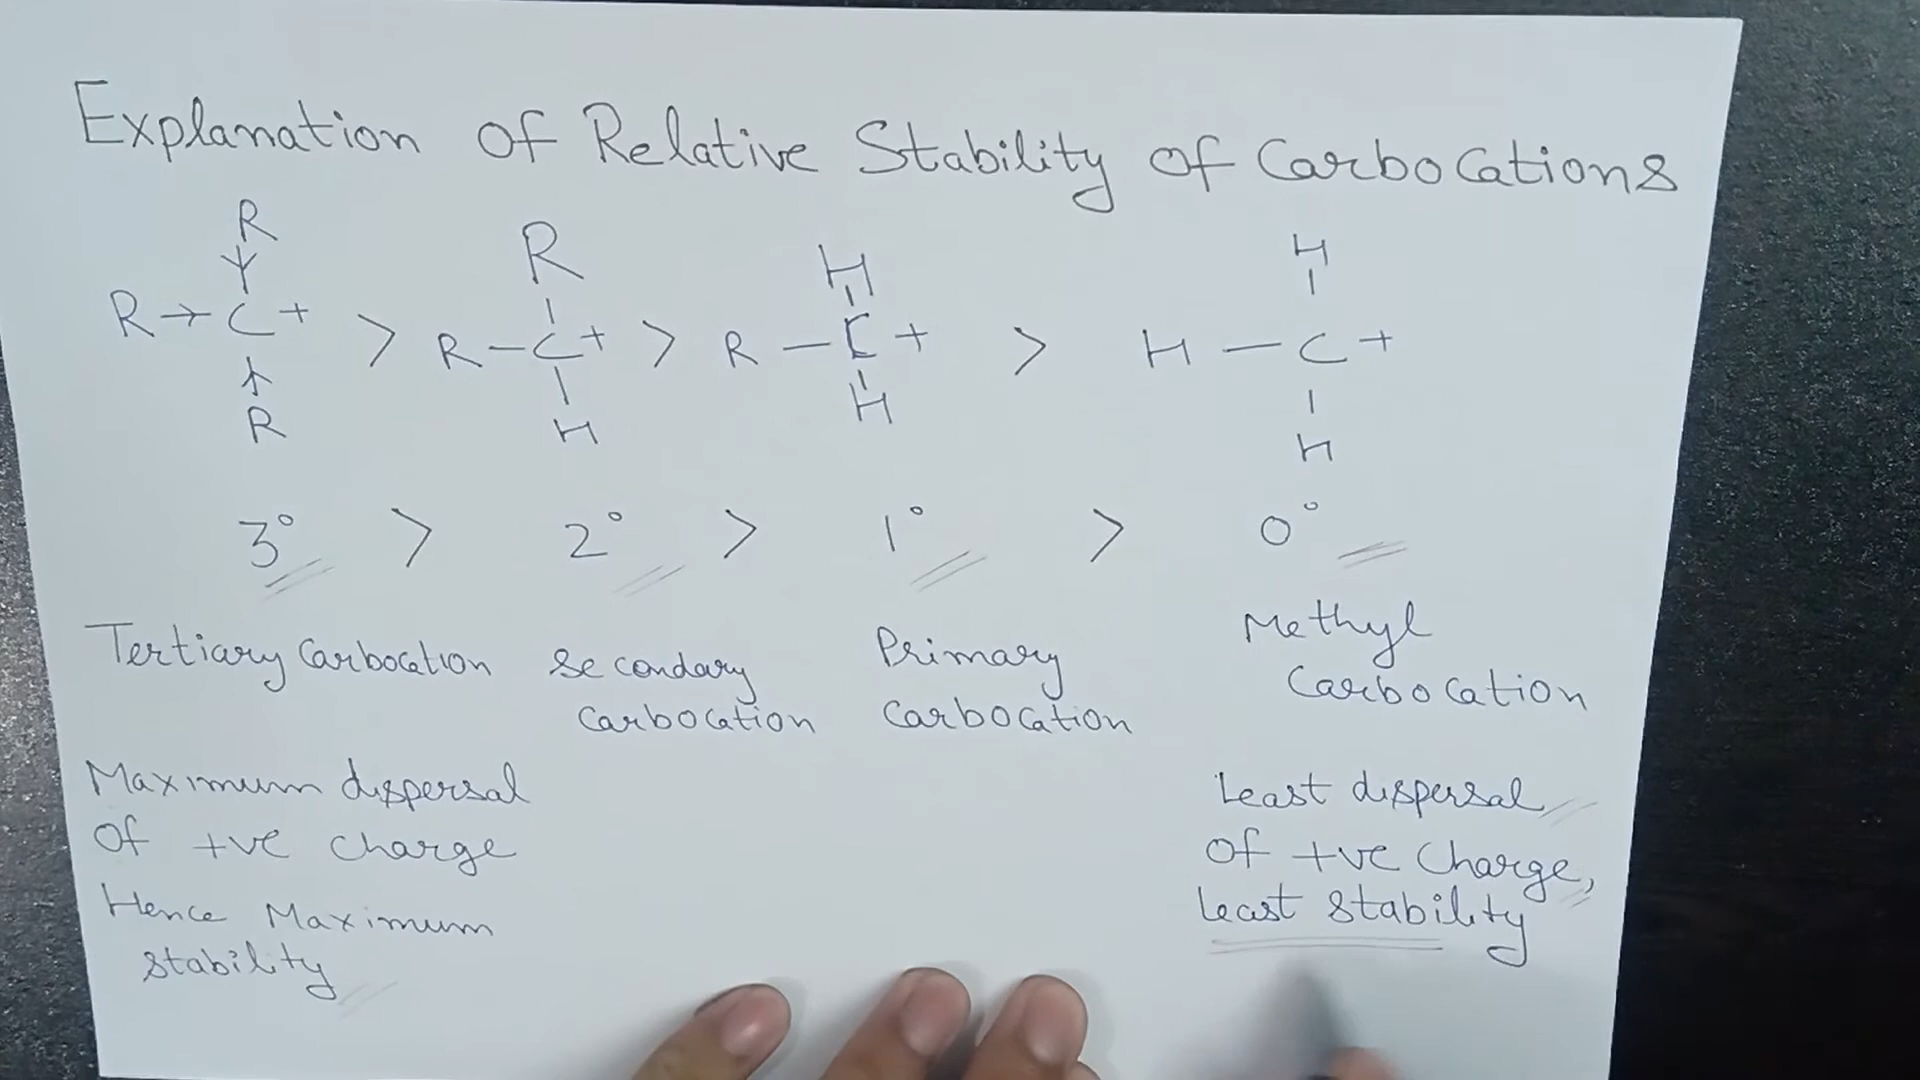 Explanation Of Relative Stability Of Carbocations
R R H H
R → C + > R – C + > R – C + > H – C +
R H H H
3° > 2° > 1° > 0°
Tertiary Carbocation
Secondary
Carbocation
Primary
Carbocation
Methyl
Carbocation
Maximum dispersal
Of +ve charge
Hence Maximum
stability
Least dispersal
Of +ve charge,
least stability